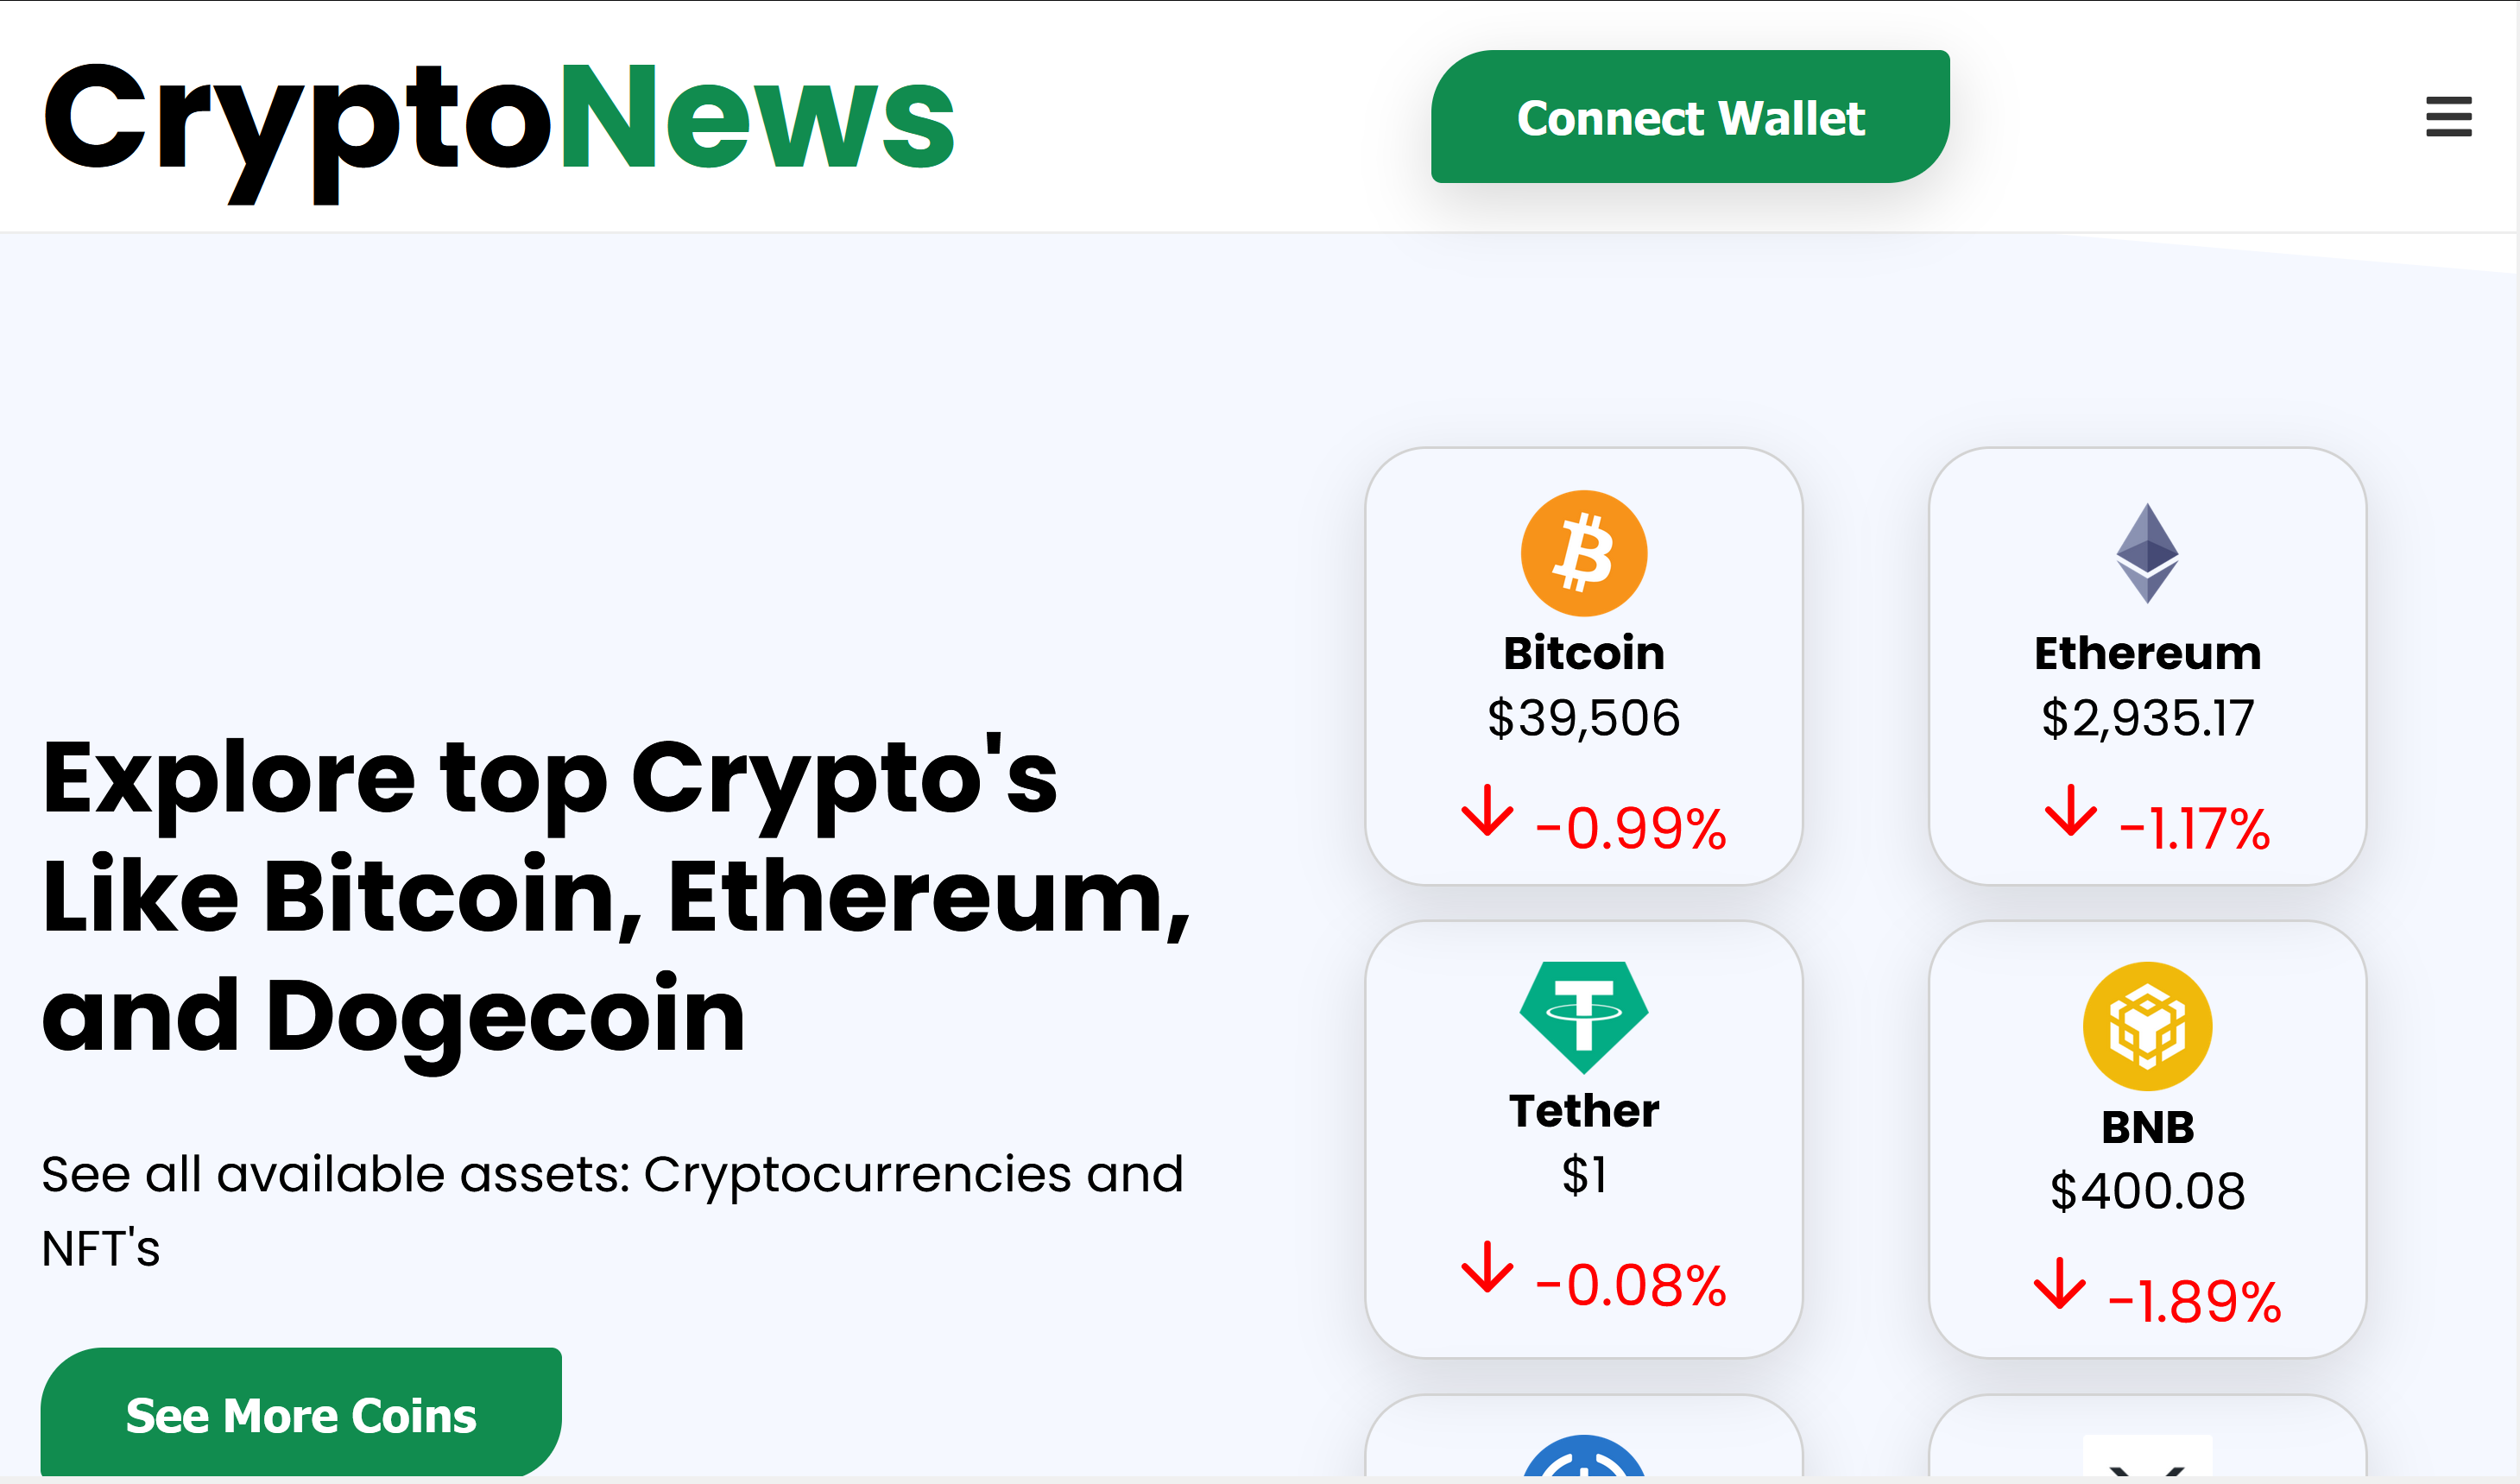 CryptoNews
Connect Wallet
Explore top Crypto's
Like Bitcoin, Ethereum,
and Dogecoin
See all available assets: Cryptocurrencies and
NFT's
See More Coins
Bitcoin
$39,506
-0.99%
Ethereum
$2,935.17
-1.17%
Tether
$1
-0.08%
BNB
$400.08
-1.89%